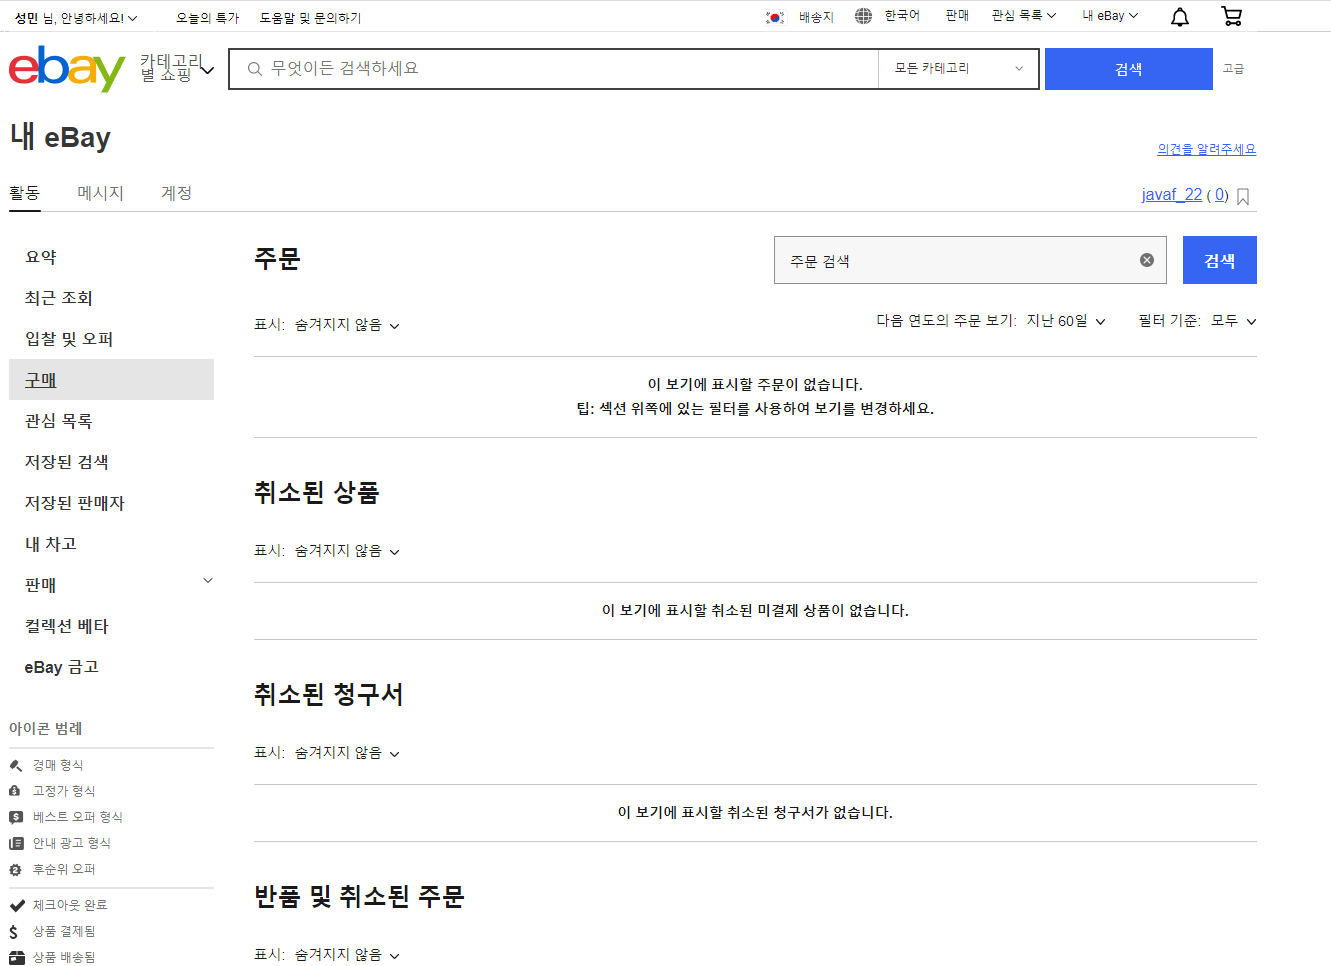 성민 님, 안녕하세요! 오늘의 특가 도움말 및 문의하기 배송지 한국어 판매 관심 목록 내 eBay
ebay 카테고리별 쇼핑 무엇이든 검색하세요 모든 카테고리 검색 고급
내 eBay
의견을 알려주세요
활동 메시지 계정 javaf_22 ( 0)
요약
최근 조회
입찰 및 오퍼
구매
관심 목록
저장된 검색
저장된 판매자
내 차고
판매
컬렉션 베타
eBay 금고
아이콘 범례
경매 형식
고정가 형식
베스트 오퍼 형식
안내 광고 형식
후순위 오퍼
체크아웃 완료
상품 결제됨
상품 배송됨
주문 주문 검색 검색
표시: 숨겨지지 않음 다음 연도의 주문 보기: 지난 60일 필터 기준: 모두
이 보기에 표시할 주문이 없습니다.
팁: 섹션 위쪽에 있는 필터를 사용하여 보기를 변경하세요.
취소된 상품
표시: 숨겨지지 않음
이 보기에 표시할 취소된 미결제 상품이 없습니다.
취소된 청구서
표시: 숨겨지지 않음
이 보기에 표시할 취소된 청구서가 없습니다.
반품 및 취소된 주문
표시: 숨겨지지 않음